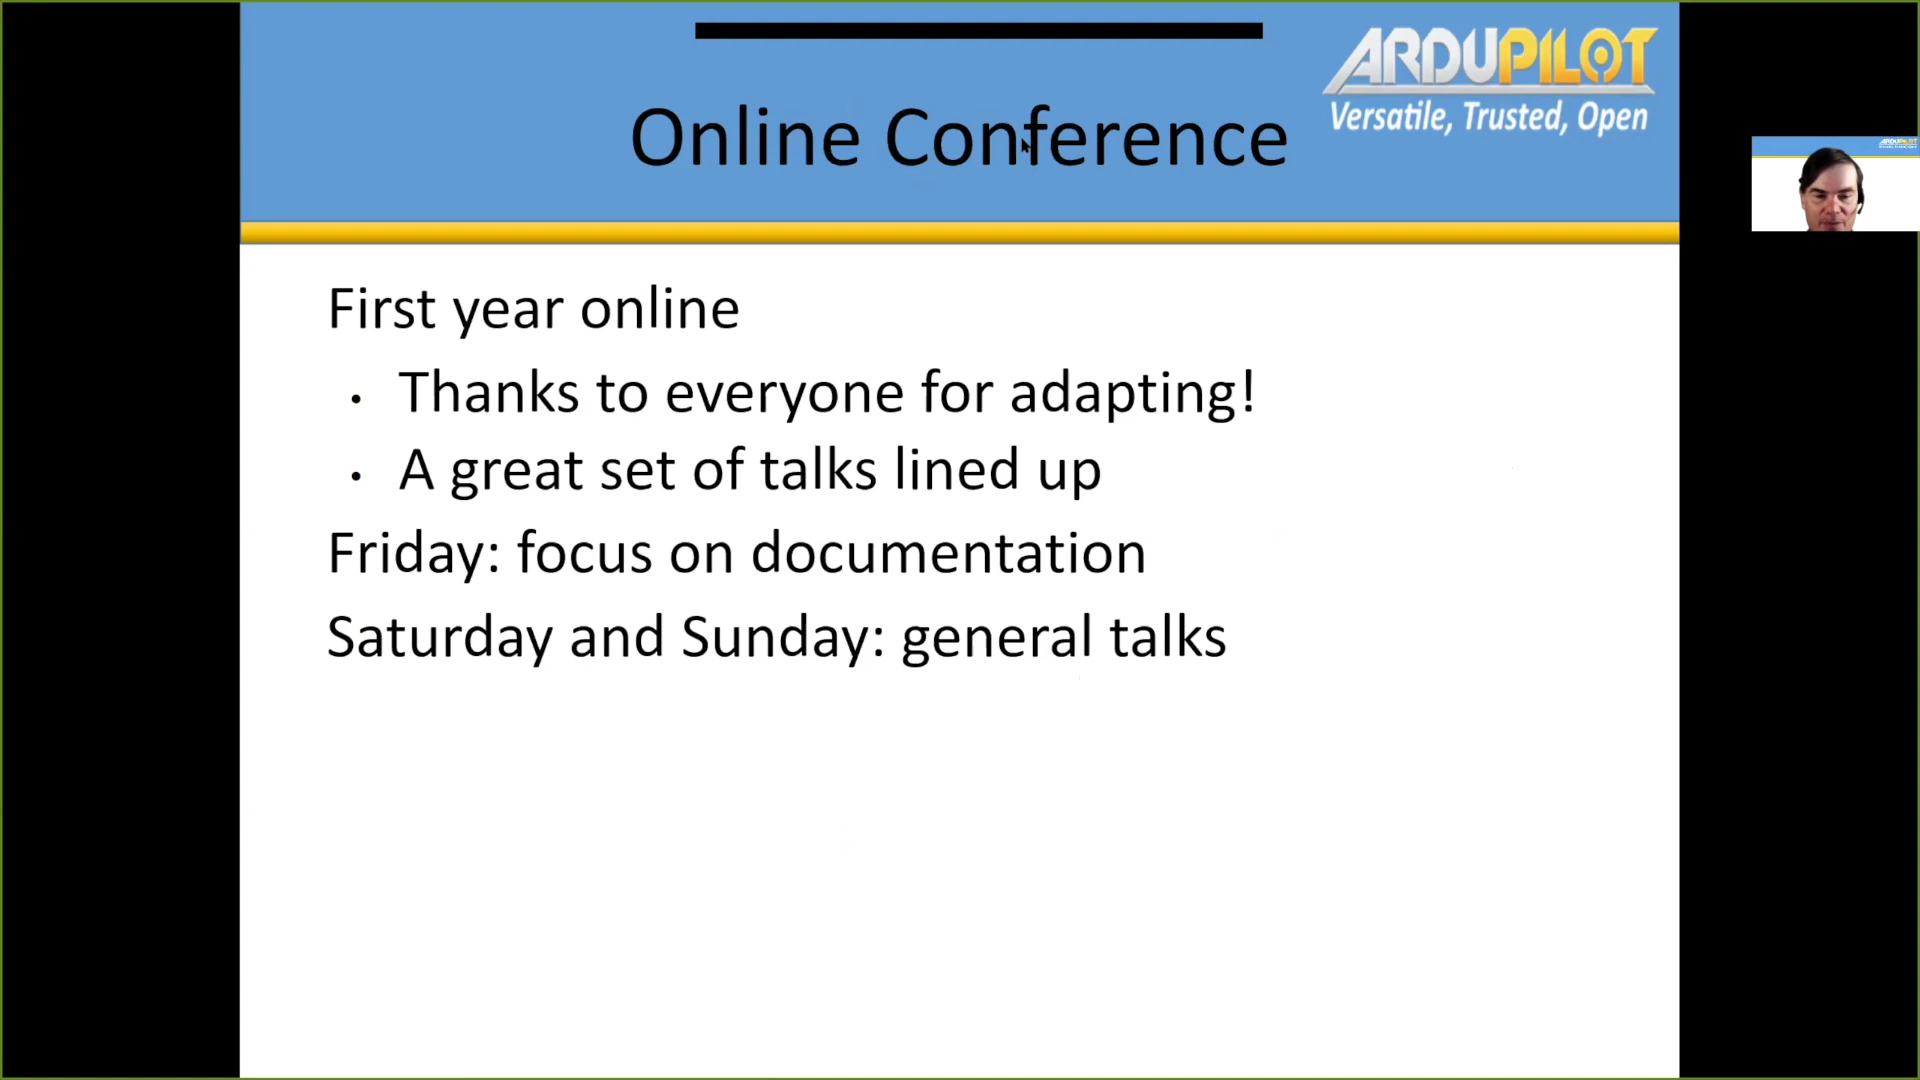 ARDUPILOT
Versatile, Trusted, Open
Online Conference
First year online
• Thanks to everyone for adapting!
• A great set of talks lined up
Friday: focus on documentation
Saturday and Sunday: general talks
ARDUPILOT